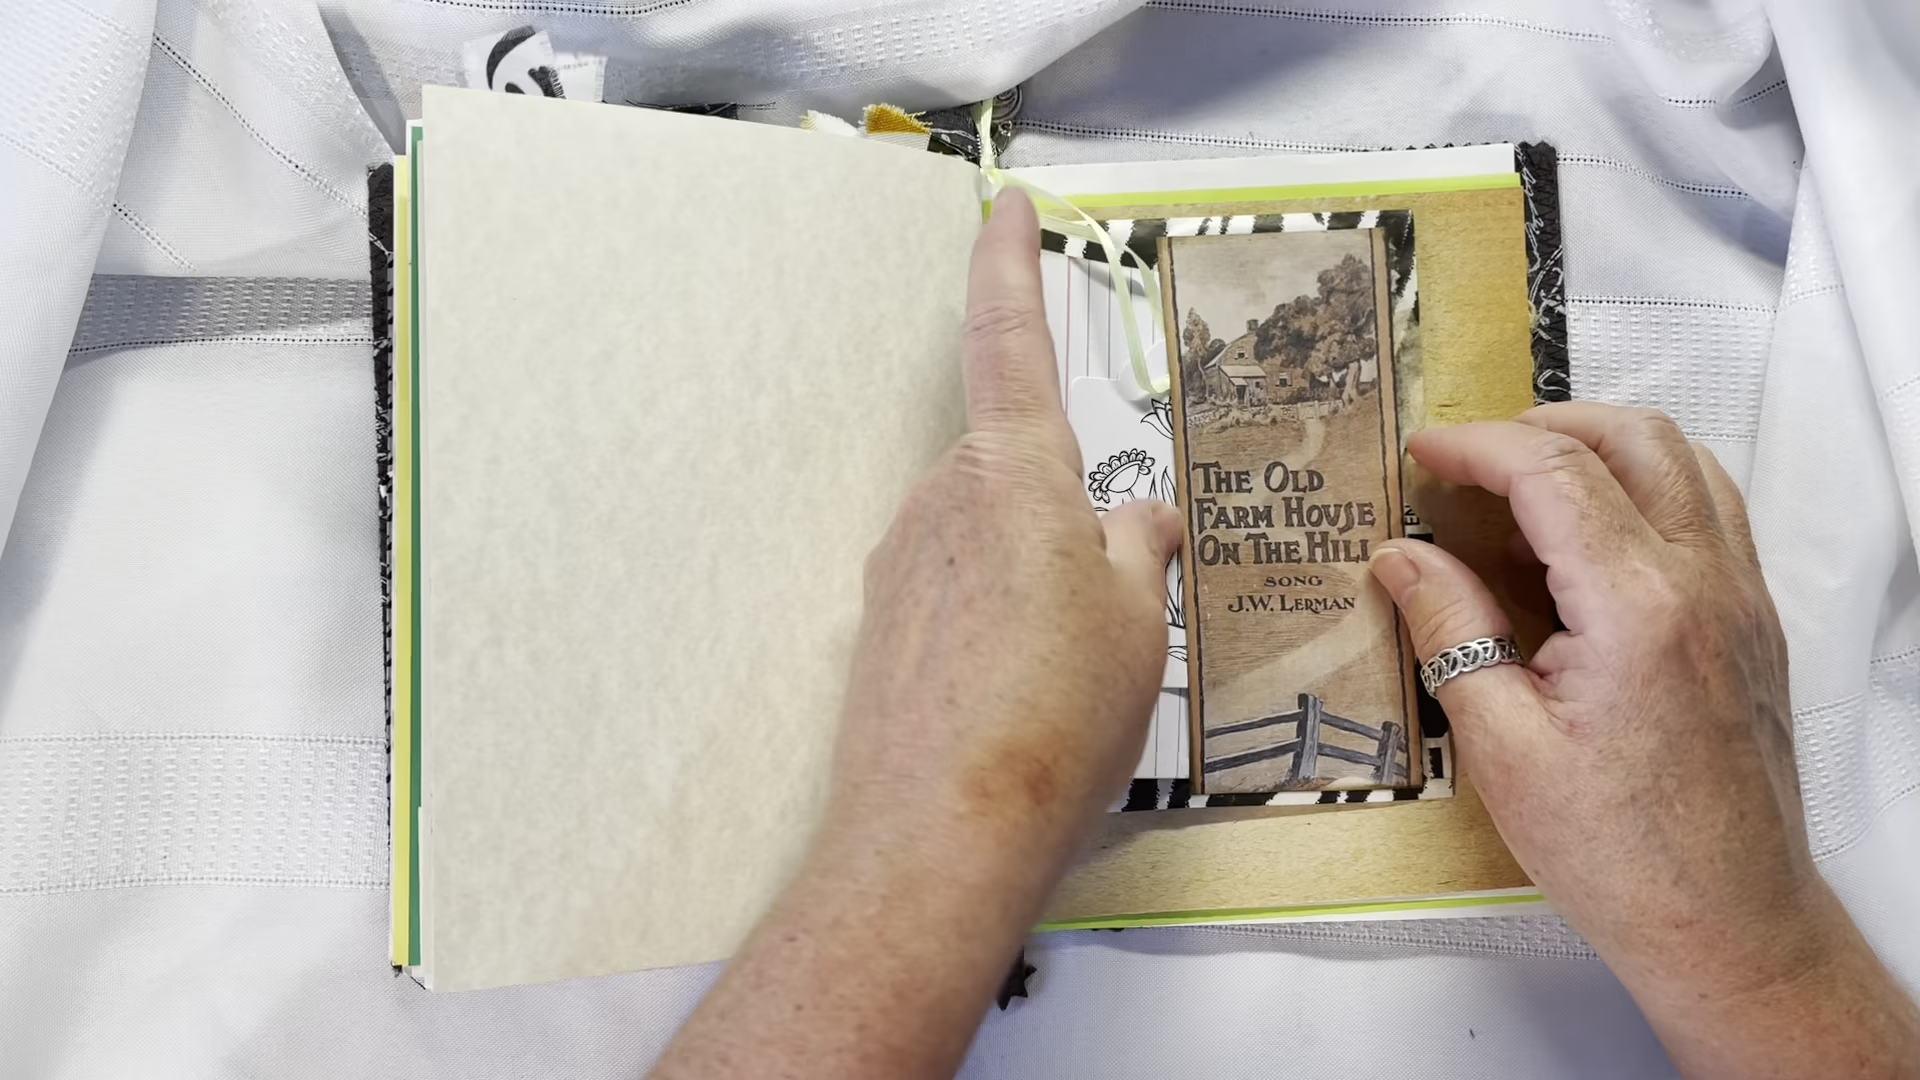 THE OLD
FARM HOUSE
ON THE HILL
SONG
J.W. LERMAN